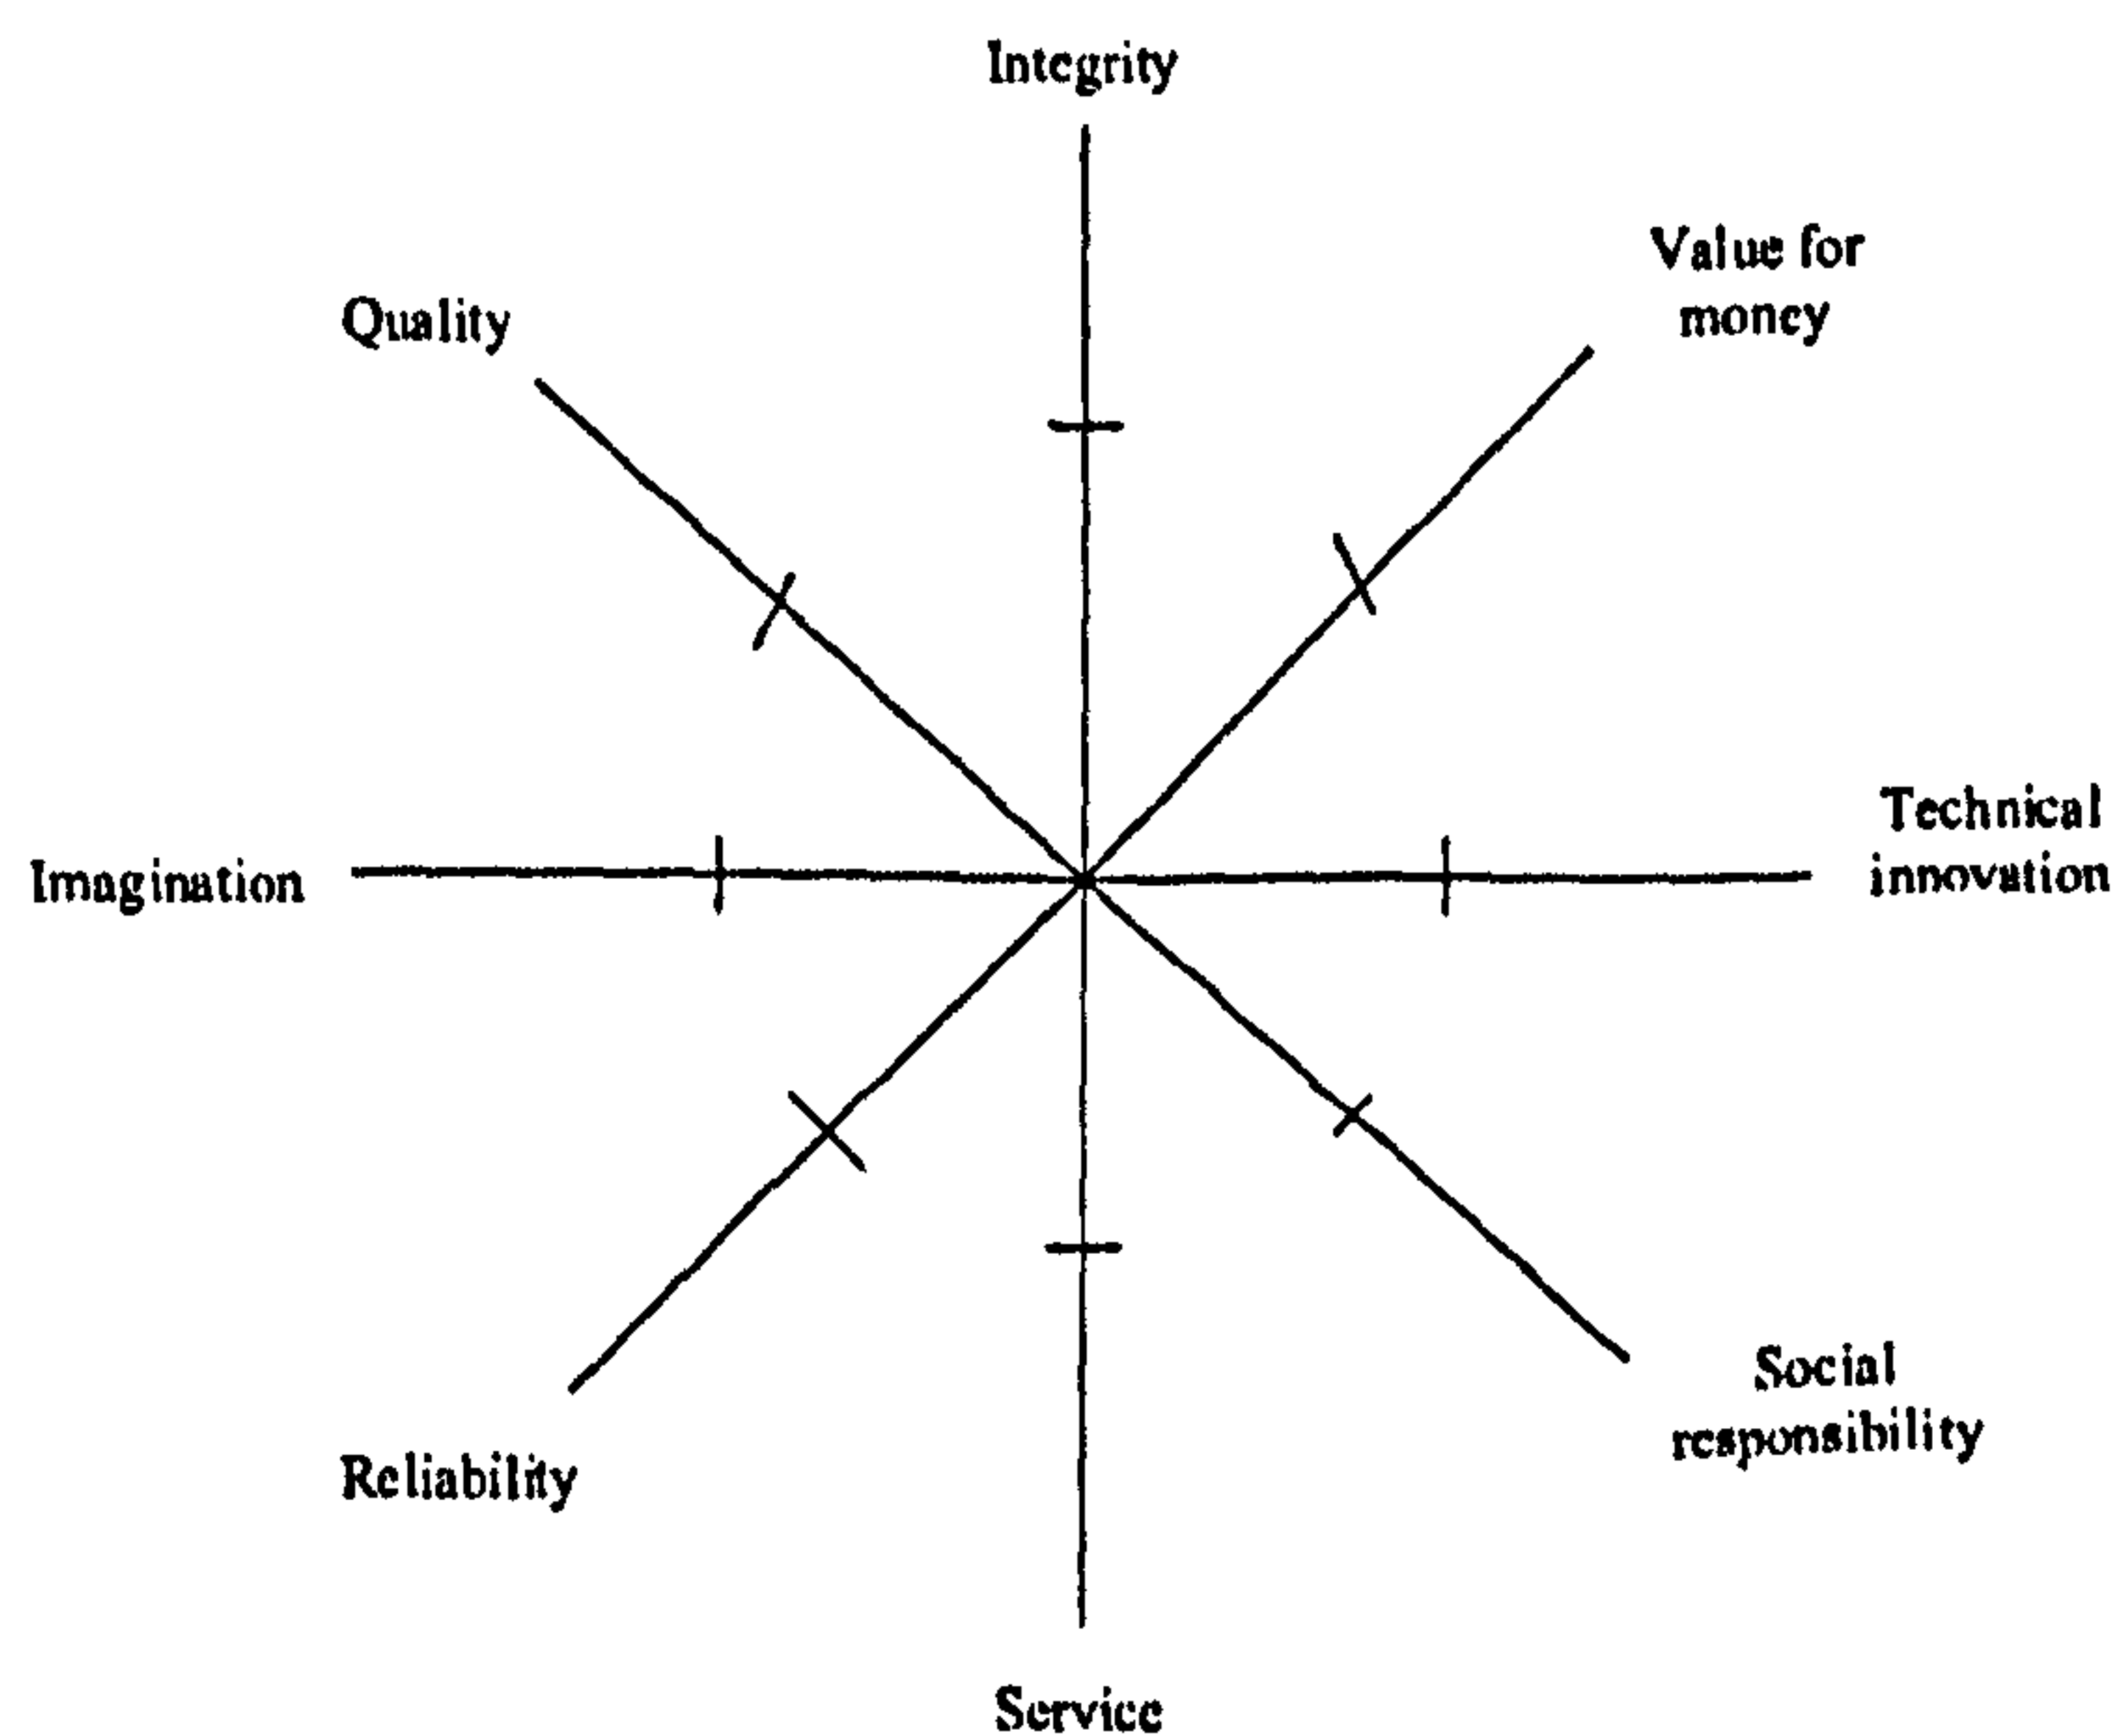 Integrity
Value for
money
Quality
Technical
innovation
Imagination
Social
responsibility
Reliability
Service